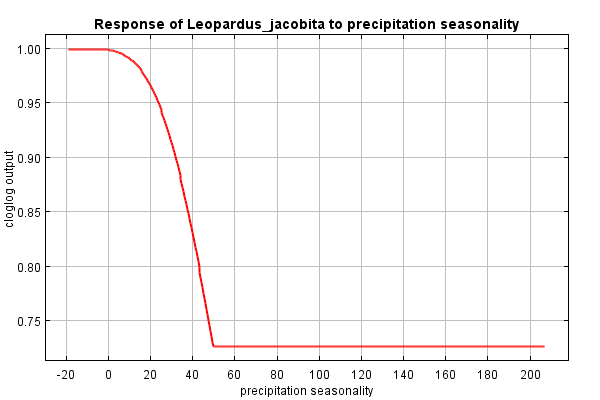 Response of Leopardus_jacobita to precipitation seasonality
1.00
0.95
0.90
0.85
0.80
0.75
cloglog output
-20 0 20 40 60 80 100 120 140 160 180 200
precipitation seasonality